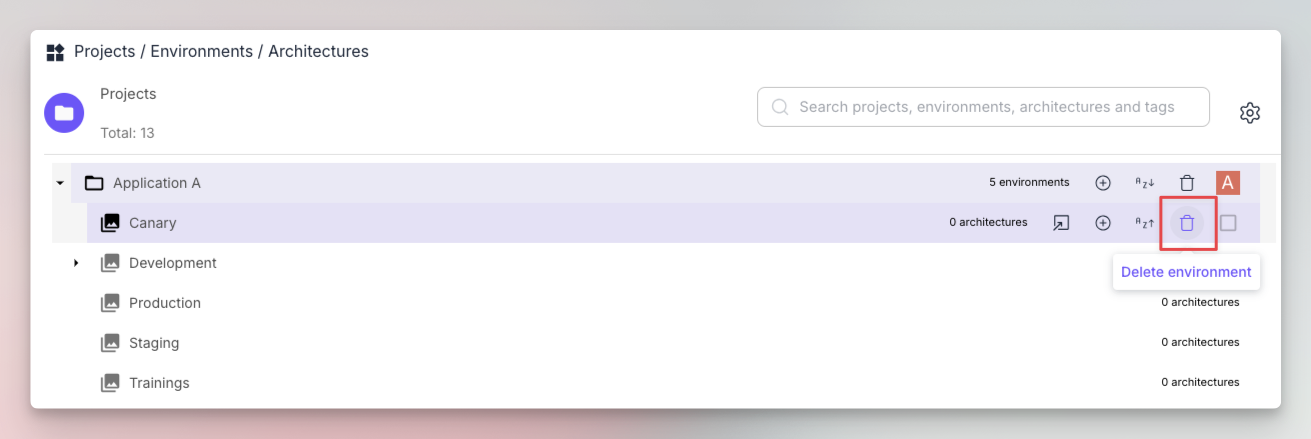 Projects / Environments / Architectures
Projects
Search projects, environments, architectures and tags
Total: 13
Application A
5 environments
A
Z
A
Canary
0 architectures
A
Z
Development
Delete environment
Production
0 architectures
Staging
0 architectures
Trainings
0 architectures